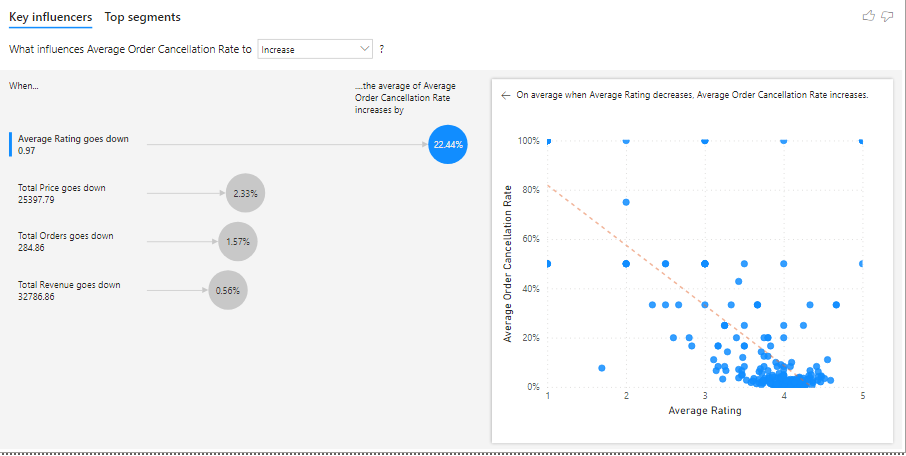 Key influencers Top segments
What influences Average Order Cancellation Rate to Increase ?
When...
....the average of Average
Order Cancellation Rate
increases by
Average Rating goes down
0.97
22.44%
Total Price goes down
25397.79
2.33%
Total Orders goes down
284.86
1.57%
Total Revenue goes down
32786.86
0.56%
← On average when Average Rating decreases, Average Order Cancellation Rate increases.
Average Order Cancellation Rate
100%
80%
60%
40%
20%
0%
1 2 3 4 5
Average Rating